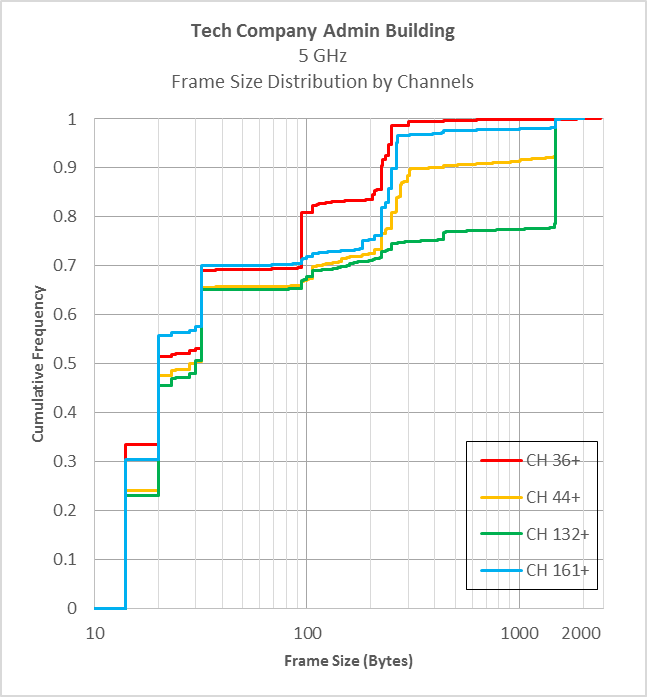 Tech Company Admin Building
5 GHz
Frame Size Distribution by Channels
1
0.9
0.8
0.7
0.6
0.5
0.4
0.3
0.2
0.1
0
Cumulative Frequency
CH 36+
CH 44+
CH 132+
CH 161+
10
100
1000
2000
Frame Size (Bytes)